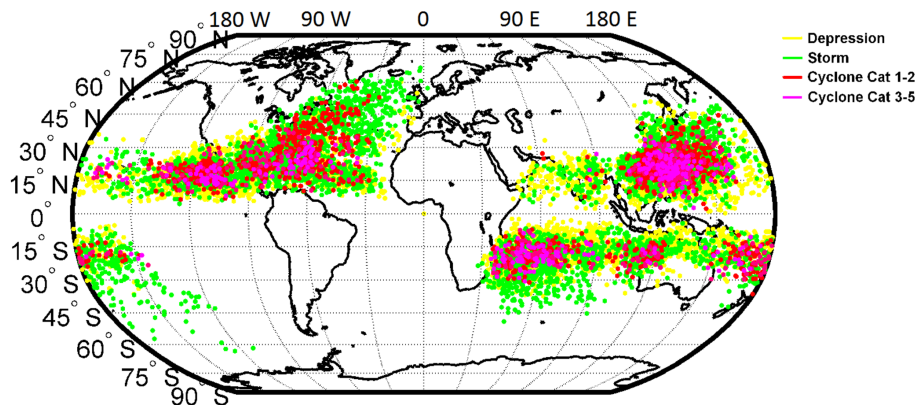 180 W 90 W 0 90 E 180 E
90° N
75° N
60° N
45° N
30° N
15° N
0°
15° S
30° S
45° S
60° S
75° S
90° S
Depression
Storm
Cyclone Cat 1-2
Cyclone Cat 3-5